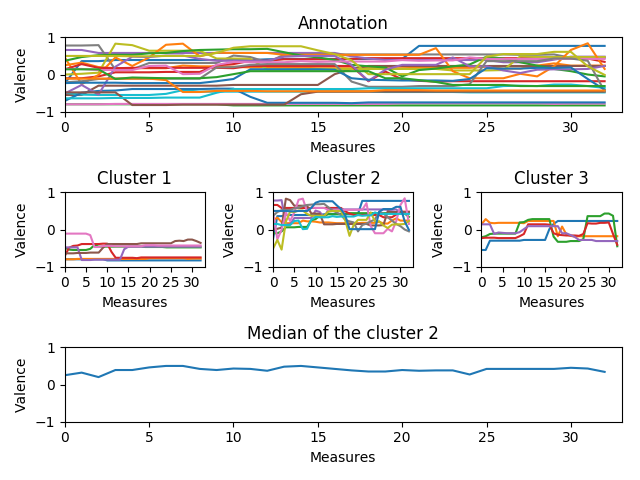 Annotation
1
0
−1
Valence
0 5 10 15 20 25 30
Measures
Cluster 1 Cluster 2 Cluster 3
1 1 1
0 0 0
−1 −1 −1
Valence Valence Valence
0 5 10 15 20 25 30 0 5 10 15 20 25 30 0 5 10 15 20 25 30
Measures Measures Measures
Median of the cluster 2
1
0
−1
Valence
0 5 10 15 20 25 30
Measures